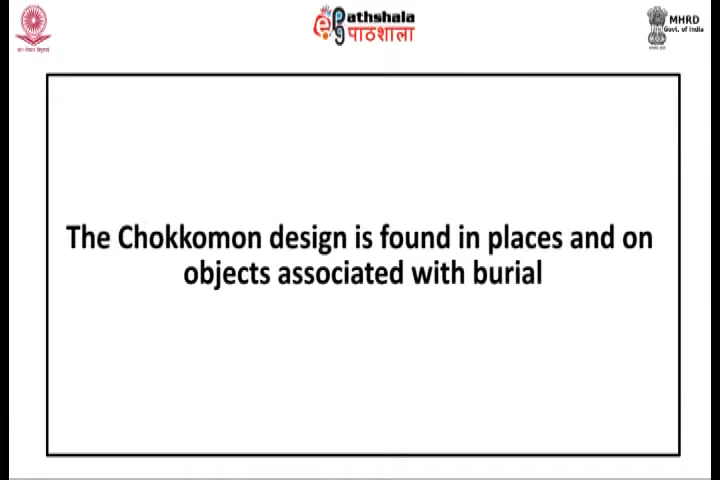 ePathshala
पाठशाला
MHRD
Govt. of India
The Chokkomon design is found in places and on
objects associated with burial